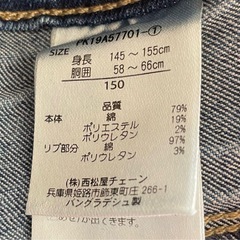 SIZE PK19A57701-①
身長 145~155cm
胴囲 58~66cm
150
品質 79%
本体 綿 19%
ポリエステル 2%
ポリウレタン 97%
リブ部分 綿 3%
ポリウレタン
(株)西松屋チェーン
兵庫県姫路市飾東町庄 266-1
バングラデシュ製